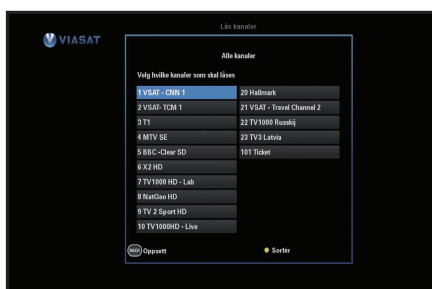 Lås kanaler
VIASAT
Alle kanaler
Velg hvilke kanaler som skal låses
1 VSAT - CNN 1
2 VSAT- TCM 1
3 T1
4 MTV SE
5 BBC -Clear SD
6 X2 HD
7 TV1000 HD - Lab
8 NatGeo HD
9 TV 2 Sport HD
10 TV1000HD - Live
20 Hallmark
21 VSAT - Travel Channel 2
22 TV1000 Russkij
23 TV3 Latvia
101 Ticket
BACK Oppsett
Sortér